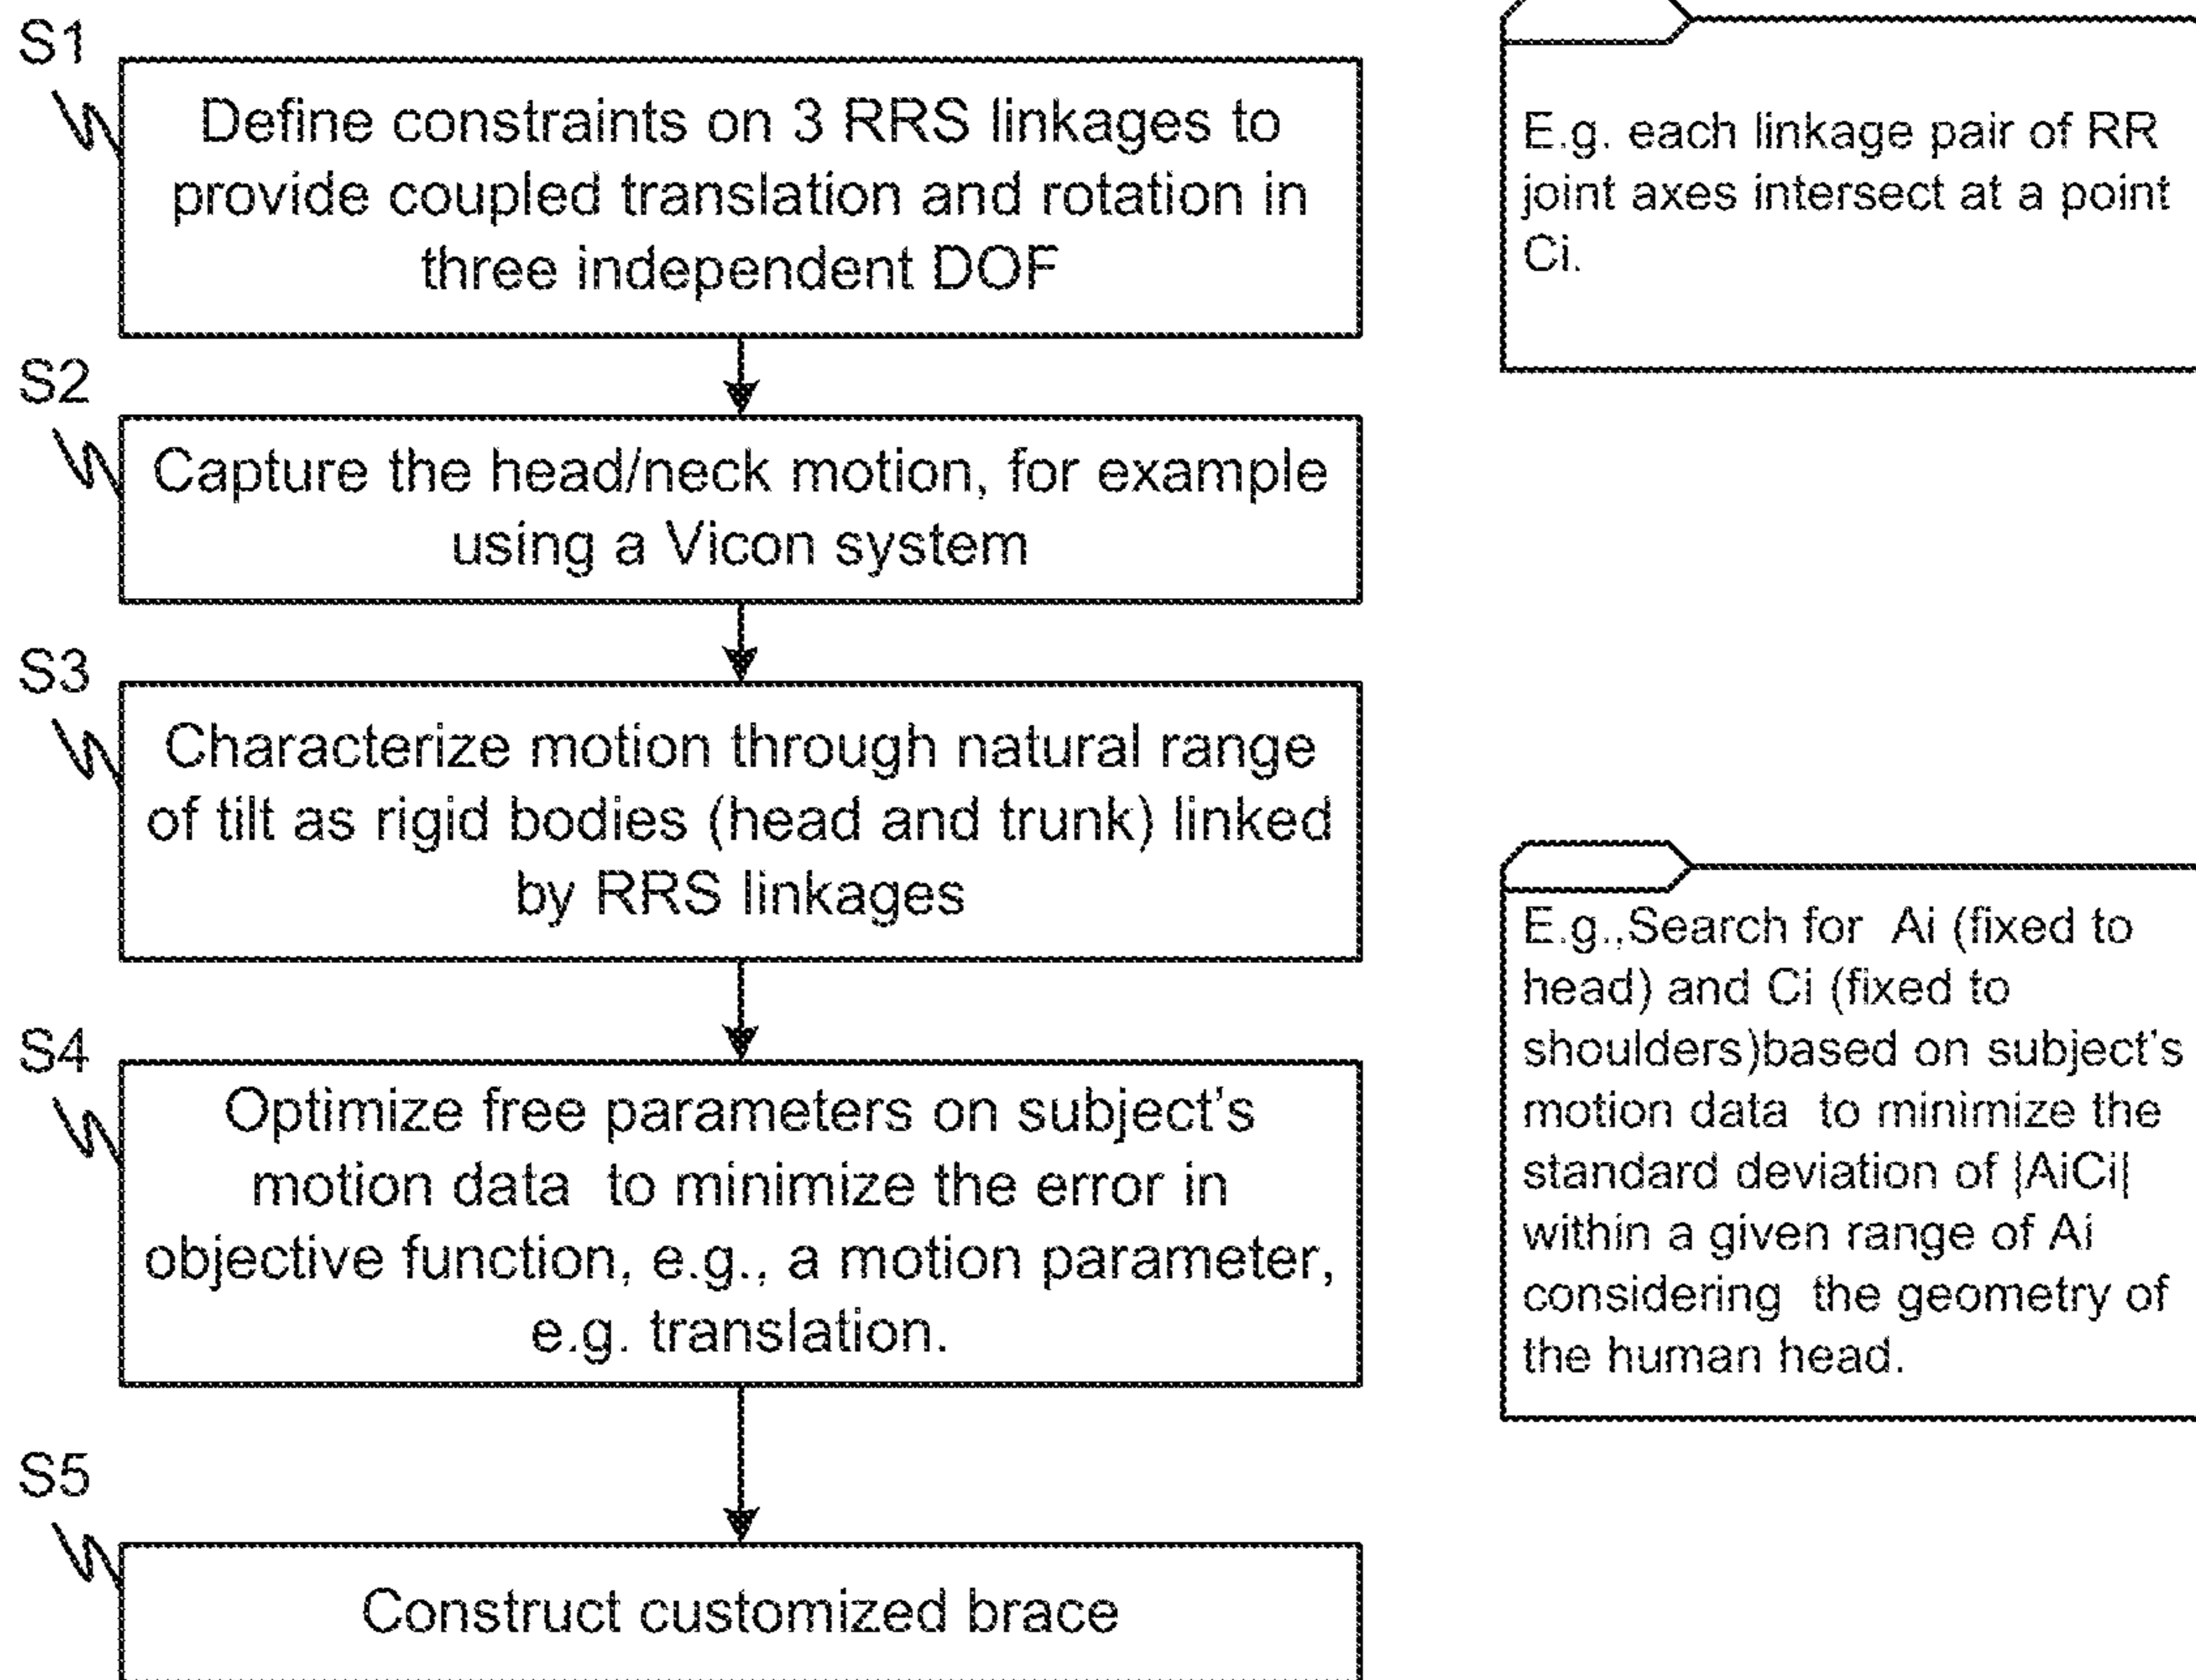 S1
Define constraints on 3 RRS linkages to
provide coupled translation and rotation in
three independent DOF
E.g. each linkage pair of RR
joint axes intersect at a point
Ci.
S2
Capture the head/neck motion, for example
using a Vicon system
S3
Characterize motion through natural range
of tilt as rigid bodies (head and trunk) linked
by RRS linkages
S4
Optimize free parameters on subject's
motion data to minimize the error in
objective function, e.g., a motion parameter,
e.g. translation.
E.g.,Search for Ai (fixed to
head) and Ci (fixed to
shoulders)based on subject's
motion data to minimize the
standard deviation of |AiCi|
within a given range of Ai
considering the geometry of
the human head.
S5
Construct customized brace